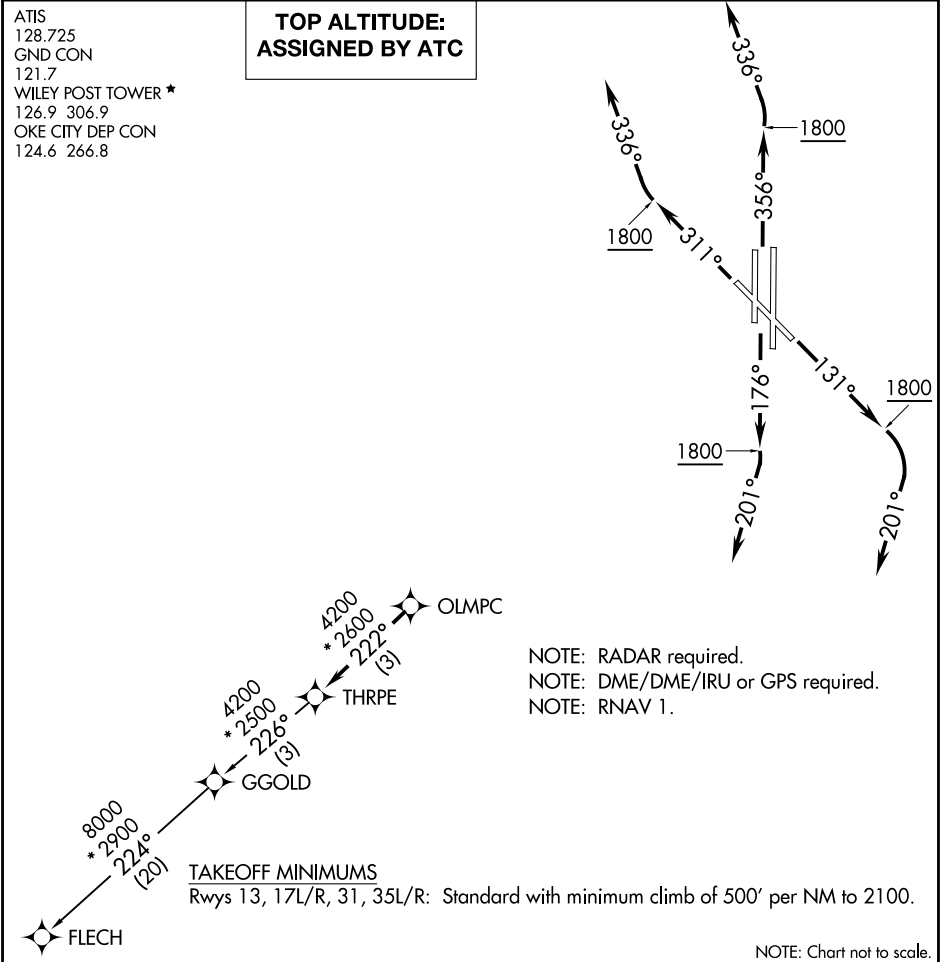 ATIS
128.725
GND CON
121.7
WILEY POST TOWER ★
126.9 306.9
OKE CITY DEP CON
124.6 266.8
TOP ALTITUDE:
ASSIGNED BY ATC
336°
1800
336°
356°
1800
311°
131°
1800
176°
1800
201°
201°
OLMPC
4200
* 2600
222°
(3)
THRPE
4200
* 2500
226°
(3)
GGOLD
8000
* 2900
224°
(20)
FLECH
NOTE: RADAR required.
NOTE: DME/DME/IRU or GPS required.
NOTE: RNAV 1.
TAKEOFF MINIMUMS
Rwys 13, 17L/R, 31, 35L/R: Standard with minimum climb of 500' per NM to 2100.
NOTE: Chart not to scale.